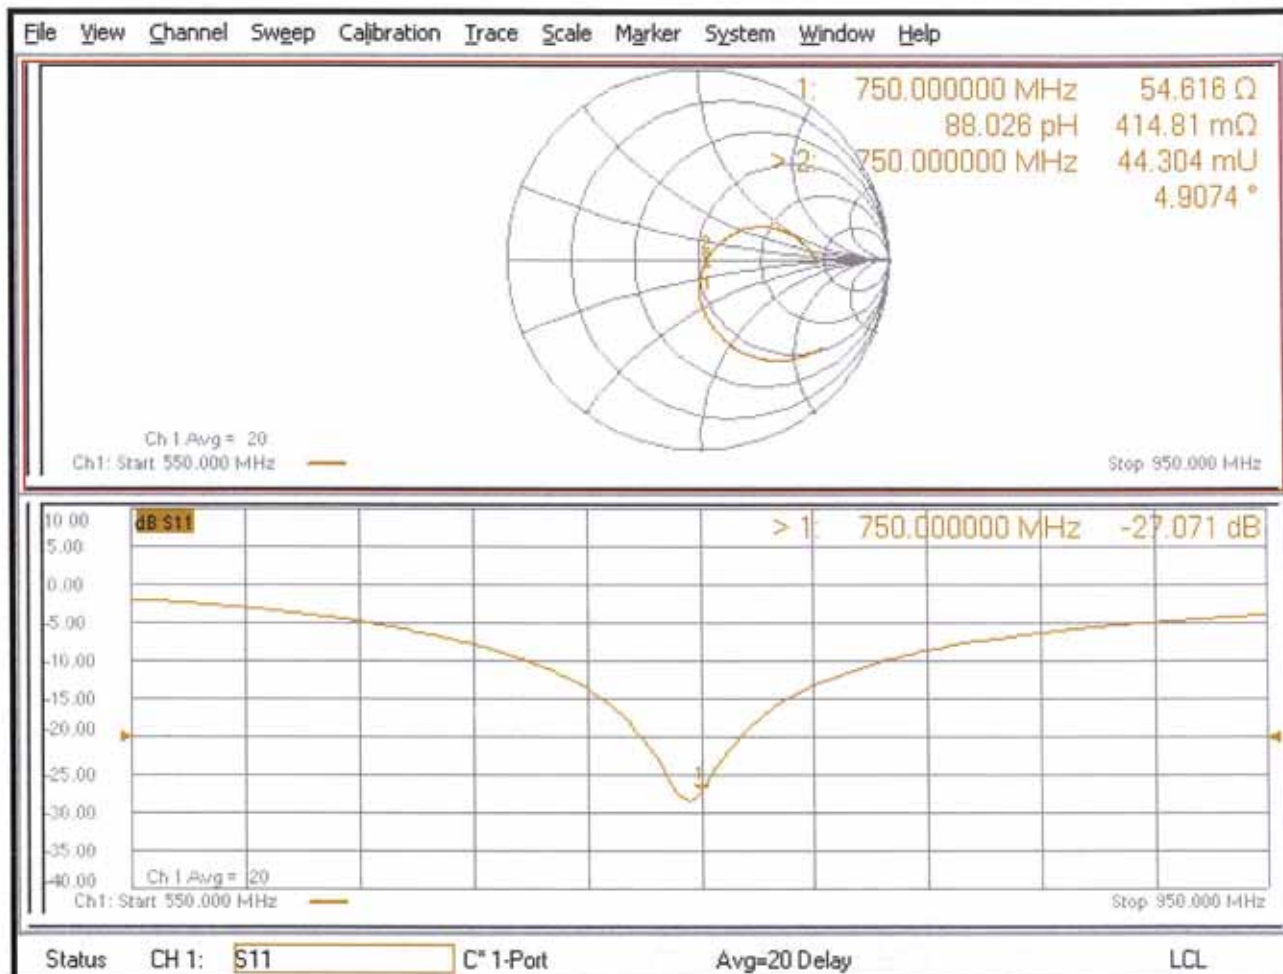 File View Channel Sweep Calibration Trace Scale Marker System Window Help
1: 750.000000 MHz 54.616 Ω
88.026 pH 414.81 mΩ
> 2: 750.000000 MHz 44.304 mU
4.9074 °
Ch 1 Avg = 20
Ch1: Start 550.000 MHz
Stop 950.000 MHz
10.00
dB S11
> 1: 750.000000 MHz -27.071 dB
5.00
0.00
-5.00
-10.00
-15.00
-20.00
-25.00
1
-30.00
-35.00
-40.00
Ch 1 Avg = 20
Ch1: Start 550.000 MHz
Stop 950.000 MHz
Status CH 1: S11 C* 1-Port Avg=20 Delay LCL